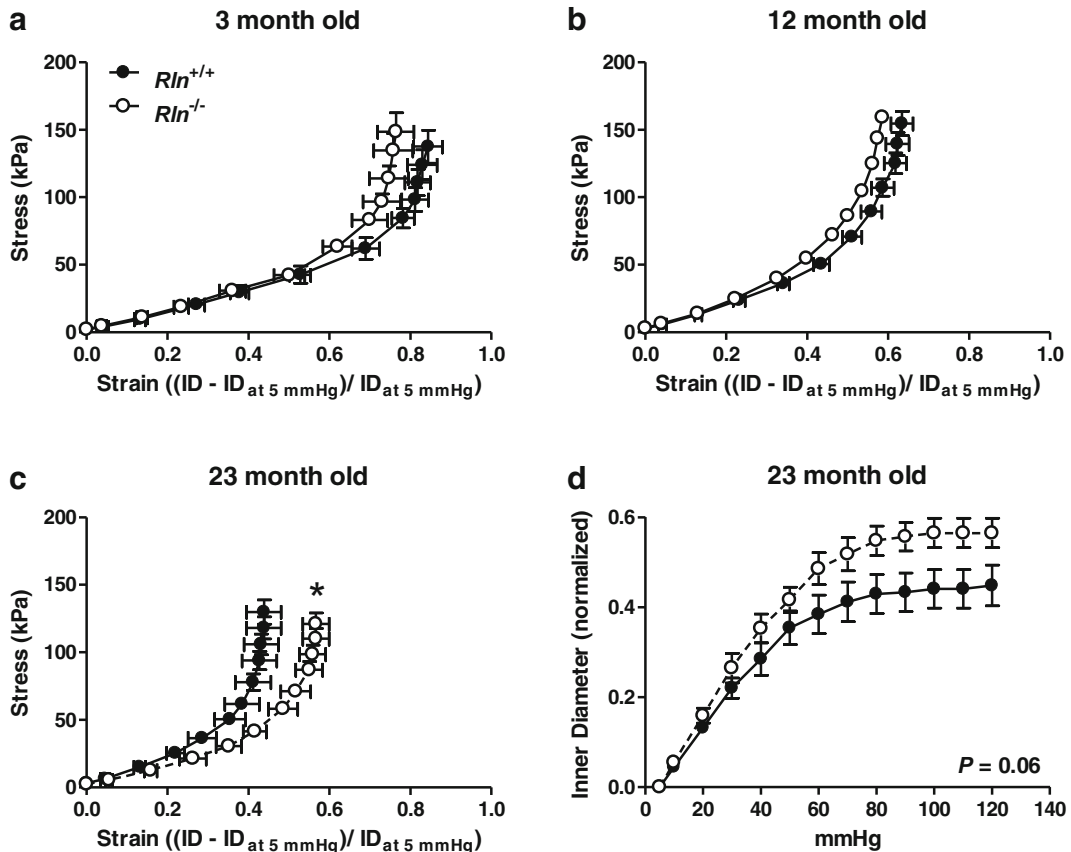 a 3 month old
Stress (kPa)
200
150
100
50
0
Rln+/+
Rln-/-
0.0 0.2 0.4 0.6 0.8 1.0
Strain ((ID - IDat 5 mmHg)/ IDat 5 mmHg)
b 12 month old
Stress (kPa)
200
150
100
50
0
0.0 0.2 0.4 0.6 0.8 1.0
Strain ((ID - IDat 5 mmHg)/ IDat 5 mmHg)
c 23 month old
Stress (kPa)
200
150
100
50
0
*
0.0 0.2 0.4 0.6 0.8 1.0
Strain ((ID - IDat 5 mmHg)/ IDat 5 mmHg)
d 23 month old
Inner Diameter (normalized)
0.6
0.4
0.2
0.0
P = 0.06
0 20 40 60 80 100 120 140
mmHg